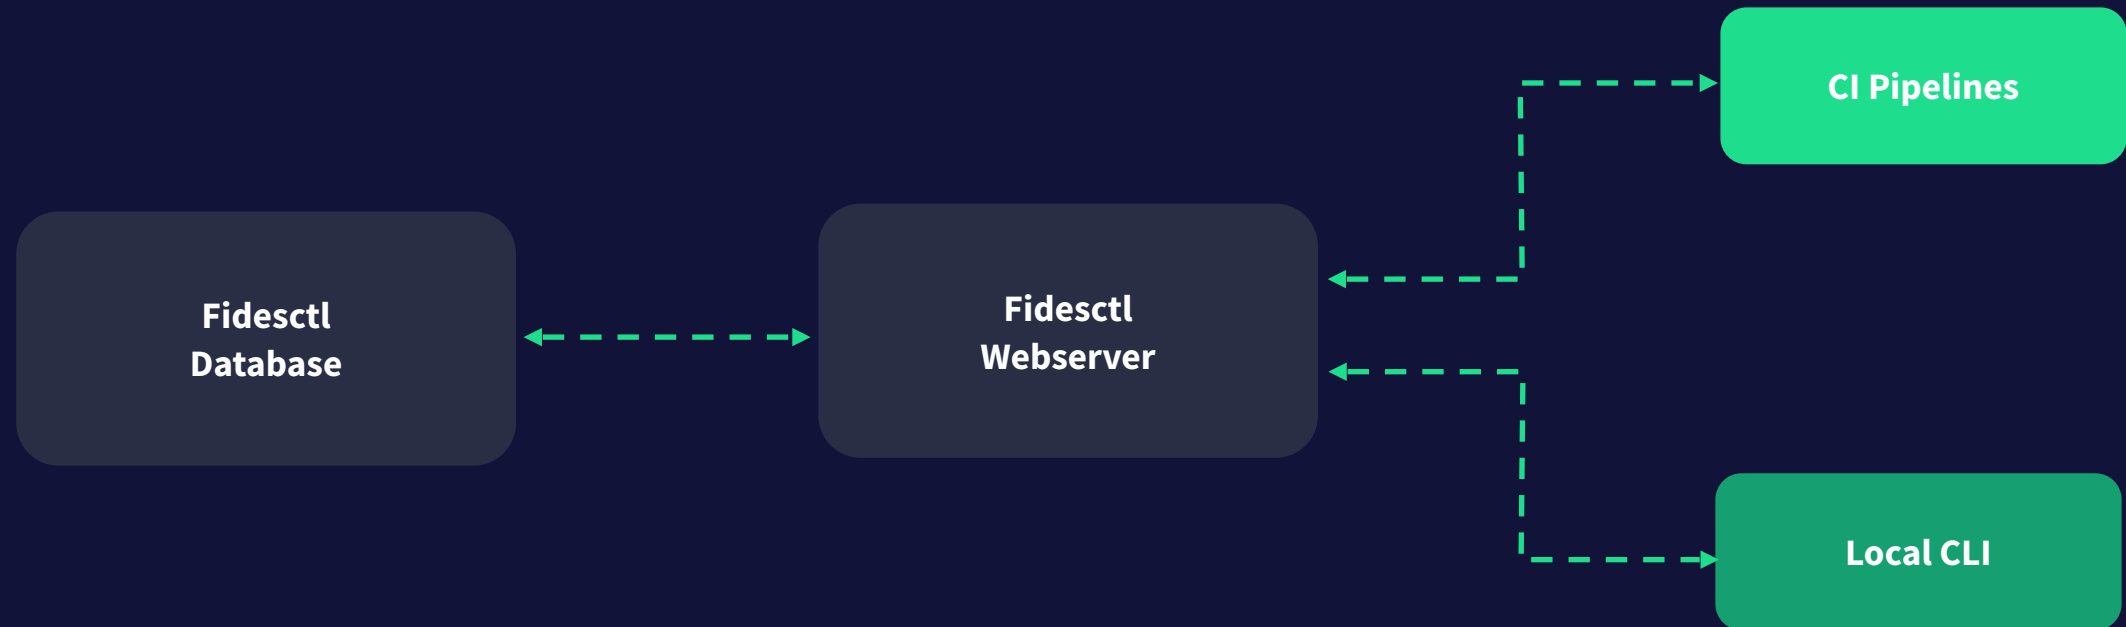 Fidesctl
Database
Fidesctl
Webserver
CI Pipelines
Local CLI